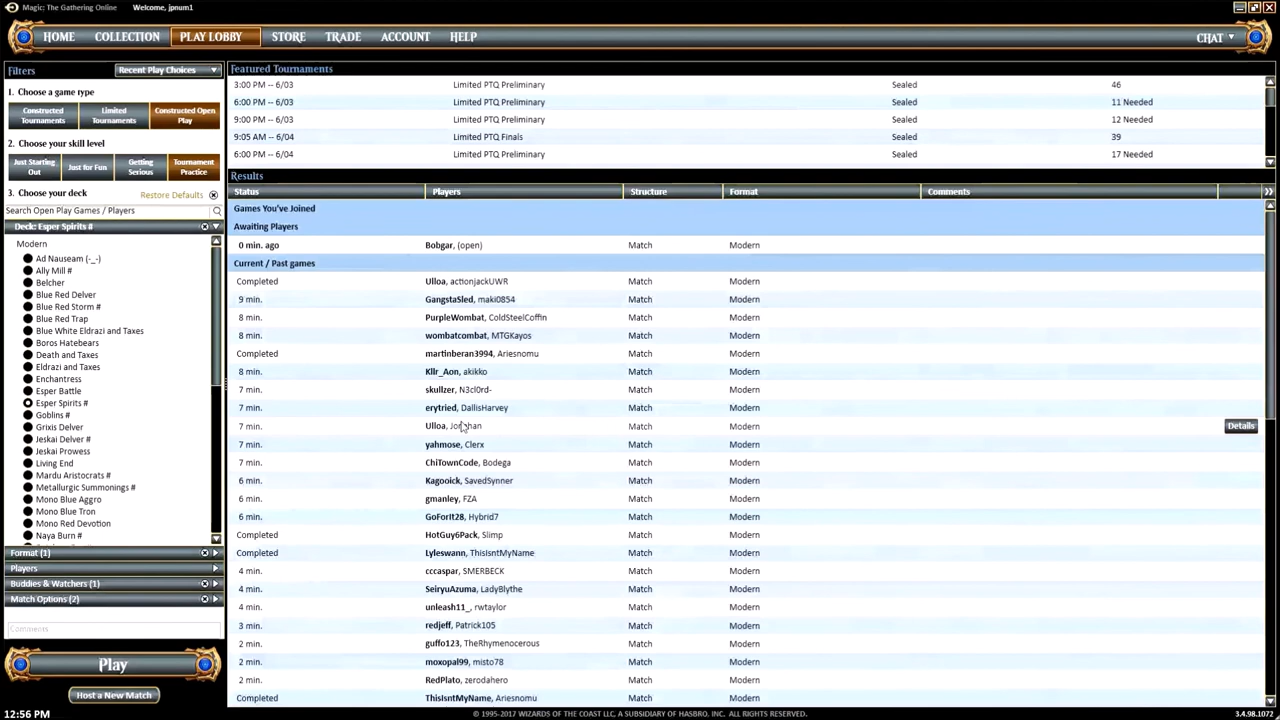 Magic: The Gathering Online Welcome, jpnum1
HOME COLLECTION PLAY LOBBY STORE TRADE ACCOUNT HELP CHAT
Filters Recent Play Choices
1. Choose a game type
Constructed Tournaments Limited Tournaments Constructed Open Play
2. Choose your skill level
Just Starting Out Just for Fun Getting Serious Tournament Practice
3. Choose your deck Restore Defaults
Search Open Play Games / Players
Deck: Esper Spirits #
Modern
Ad Nauseam (-_-)
Ally Mill #
Belcher
Blue Red Delver
Blue Red Storm #
Blue Red Trap
Blue White Eldrazi and Taxes
Boros Hatebears
Death and Taxes
Eldrazi and Taxes
Enchantress
Esper Battle
Esper Spirits #
Goblins #
Grixis Delver
Jeskai Delver #
Jeskai Prowess
Living End
Mardu Aristocrats #
Metallurgic Summonings #
Mono Blue Aggro
Mono Blue Tron
Mono Red Devotion
Naya Burn #
Format (1)
Players
Buddies & Watchers (1)
Match Options (2)
Comments
Play
Host a New Match
12:56 PM
Featured Tournaments
3:00 PM -- 6/03 Limited PTQ Preliminary Sealed 46
6:00 PM -- 6/03 Limited PTQ Preliminary Sealed 11 Needed
9:00 PM -- 6/03 Limited PTQ Preliminary Sealed 12 Needed
9:05 AM -- 6/04 Limited PTQ Finals Sealed 39
6:00 PM -- 6/04 Limited PTQ Preliminary Sealed 17 Needed
Results
Status Players Structure Format Comments
Games You've Joined
Awaiting Players
0 min. ago Bobgar, (open) Match Modern
Current / Past games
Completed Ulloa, actionjackUWR Match Modern
9 min. GangstaSled, maki0854 Match Modern
8 min. PurpleWombat, ColdSteelCoffin Match Modern
8 min. wombatcombat, MTGKayos Match Modern
Completed martinberan3994, Ariesnomu Match Modern
8 min. Kllr_Aon, akikko Match Modern
7 min. skullzer, N3cl0rd- Match Modern
7 min. erytried, DallisHarvey Match Modern
7 min. Ulloa, Match Modern Details
7 min. yahmose, Clerx Match Modern
7 min. ChiTownCode, Bodega Match Modern
6 min. Kagooick, SavedSynner Match Modern
6 min. gmanley, FZA Match Modern
6 min. GoForIt28, Hybrid7 Match Modern
Completed HotGuy6Pack, Slimp Match Modern
Completed Lyleswann, ThisIsntMyName Match Modern
4 min. cccaspar, SMERBECK Match Modern
4 min. SeiryuAzuma, LadyBlythe Match Modern
4 min. unleash11_, rwtaylor Match Modern
3 min. redjeff, Patrick105 Match Modern
2 min. guffo123, TheRhymenocerous Match Modern
2 min. moxopal99, misto78 Match Modern
2 min. RedPlato, zerodahero Match Modern
Completed ThisIsntMyName, Ariesnomu Match Modern
© 1995-2017 WIZARDS OF THE COAST LLC, A SUBSIDIARY OF HASBRO, INC. ALL RIGHTS RESERVED. 3.4.98.1072